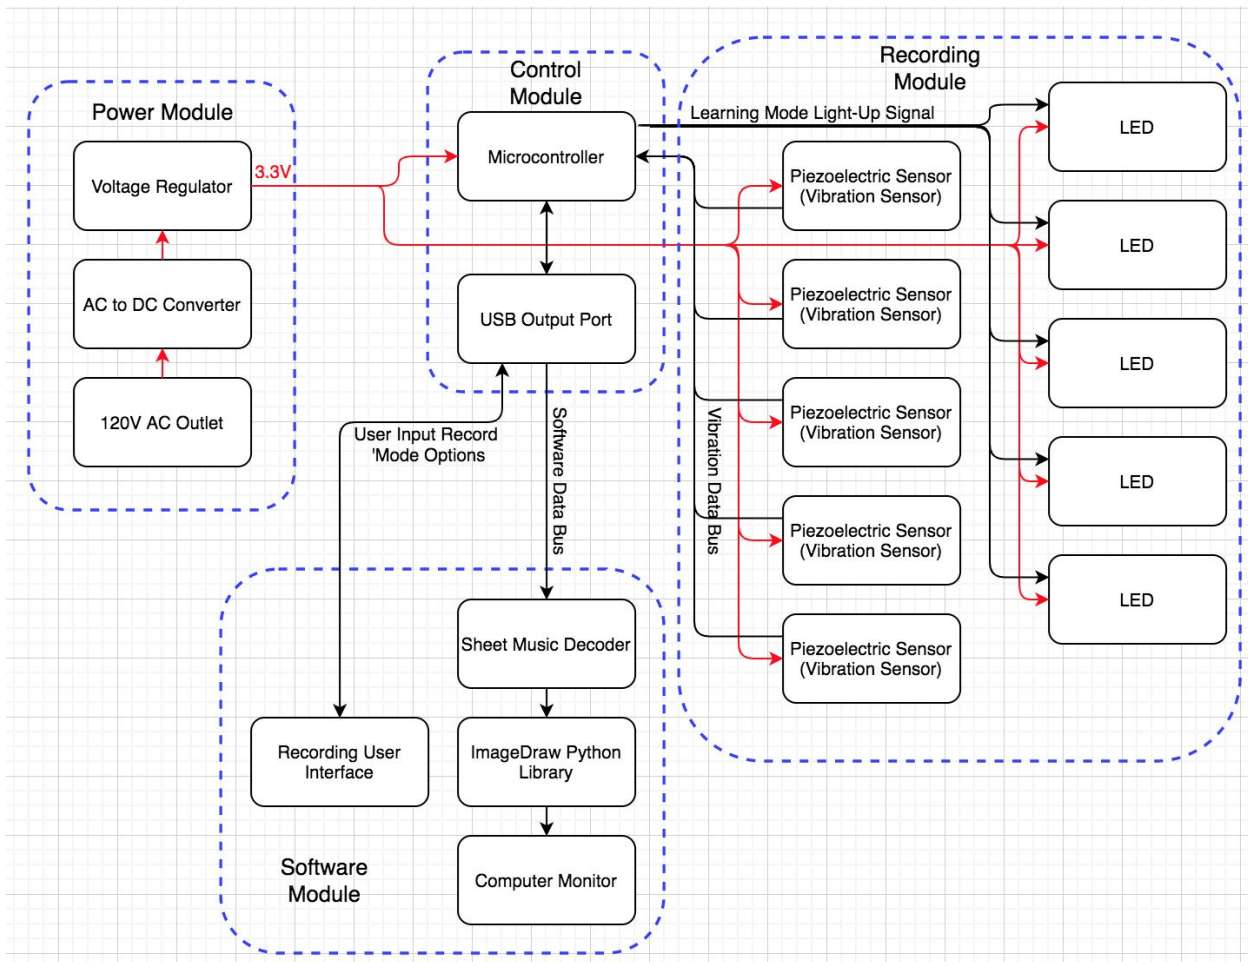 Power Module
Voltage Regulator
3.3V
AC to DC Converter
120V AC Outlet
Control
Module
Microcontroller
USB Output Port
User Input Record
'Mode Options
Software Data Bus
Recording
Module
Learning Mode Light-Up Signal
Piezoelectric Sensor
(Vibration Sensor)
Piezoelectric Sensor
(Vibration Sensor)
Piezoelectric Sensor
(Vibration Sensor)
Piezoelectric Sensor
(Vibration Sensor)
Piezoelectric Sensor
(Vibration Sensor)
Vibration Data Bus
LED
LED
LED
LED
LED
Sheet Music Decoder
Recording User
Interface
ImageDraw Python
Library
Computer Monitor
Software
Module